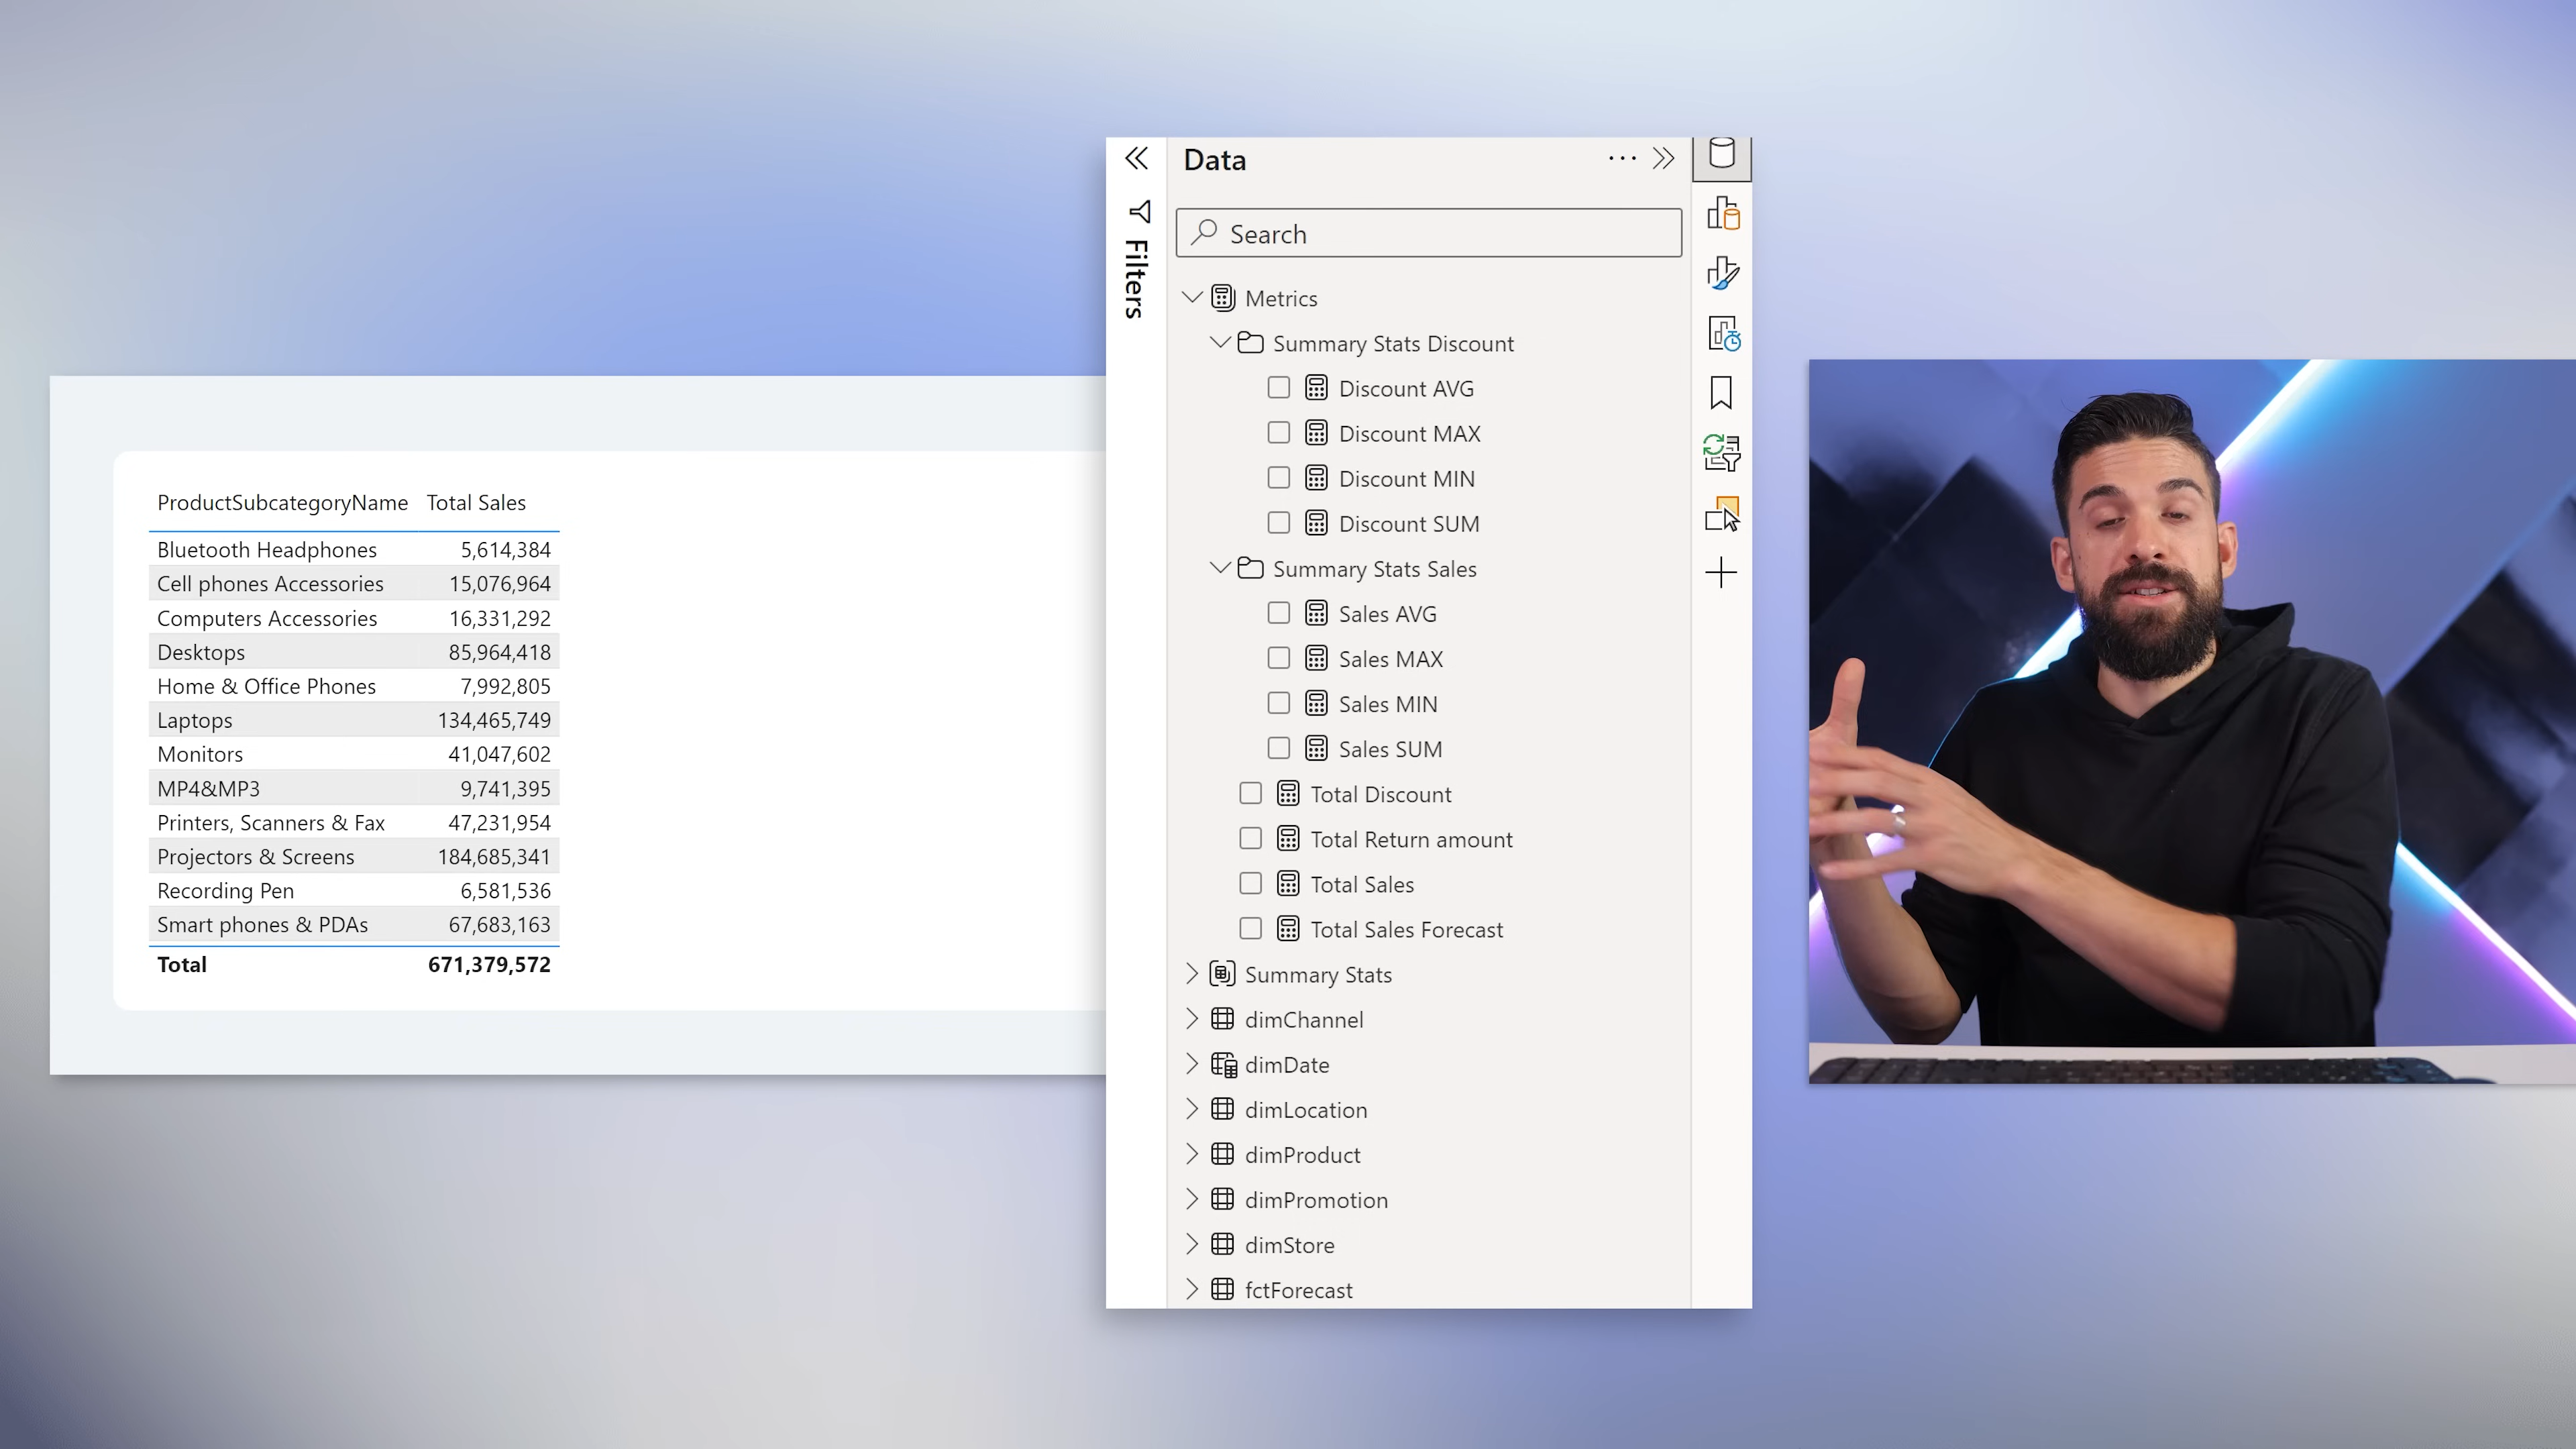 ProductSubcategoryName Total Sales
Bluetooth Headphones 5,614,384
Cell phones Accessories 15,076,964
Computers Accessories 16,331,292
Desktops 85,964,418
Home & Office Phones 7,992,805
Laptops 134,465,749
Monitors 41,047,602
MP4&MP3 9,741,395
Printers, Scanners & Fax 47,231,954
Projectors & Screens 184,685,341
Recording Pen 6,581,536
Smart phones & PDAs 67,683,163
Total 671,379,572
Filters
Data
Search
Metrics
Summary Stats Discount
Discount AVG
Discount MAX
Discount MIN
Discount SUM
Summary Stats Sales
Sales AVG
Sales MAX
Sales MIN
Sales SUM
Total Discount
Total Return amount
Total Sales
Total Sales Forecast
Summary Stats
dimChannel
dimDate
dimLocation
dimProduct
dimPromotion
dimStore
fctForecast